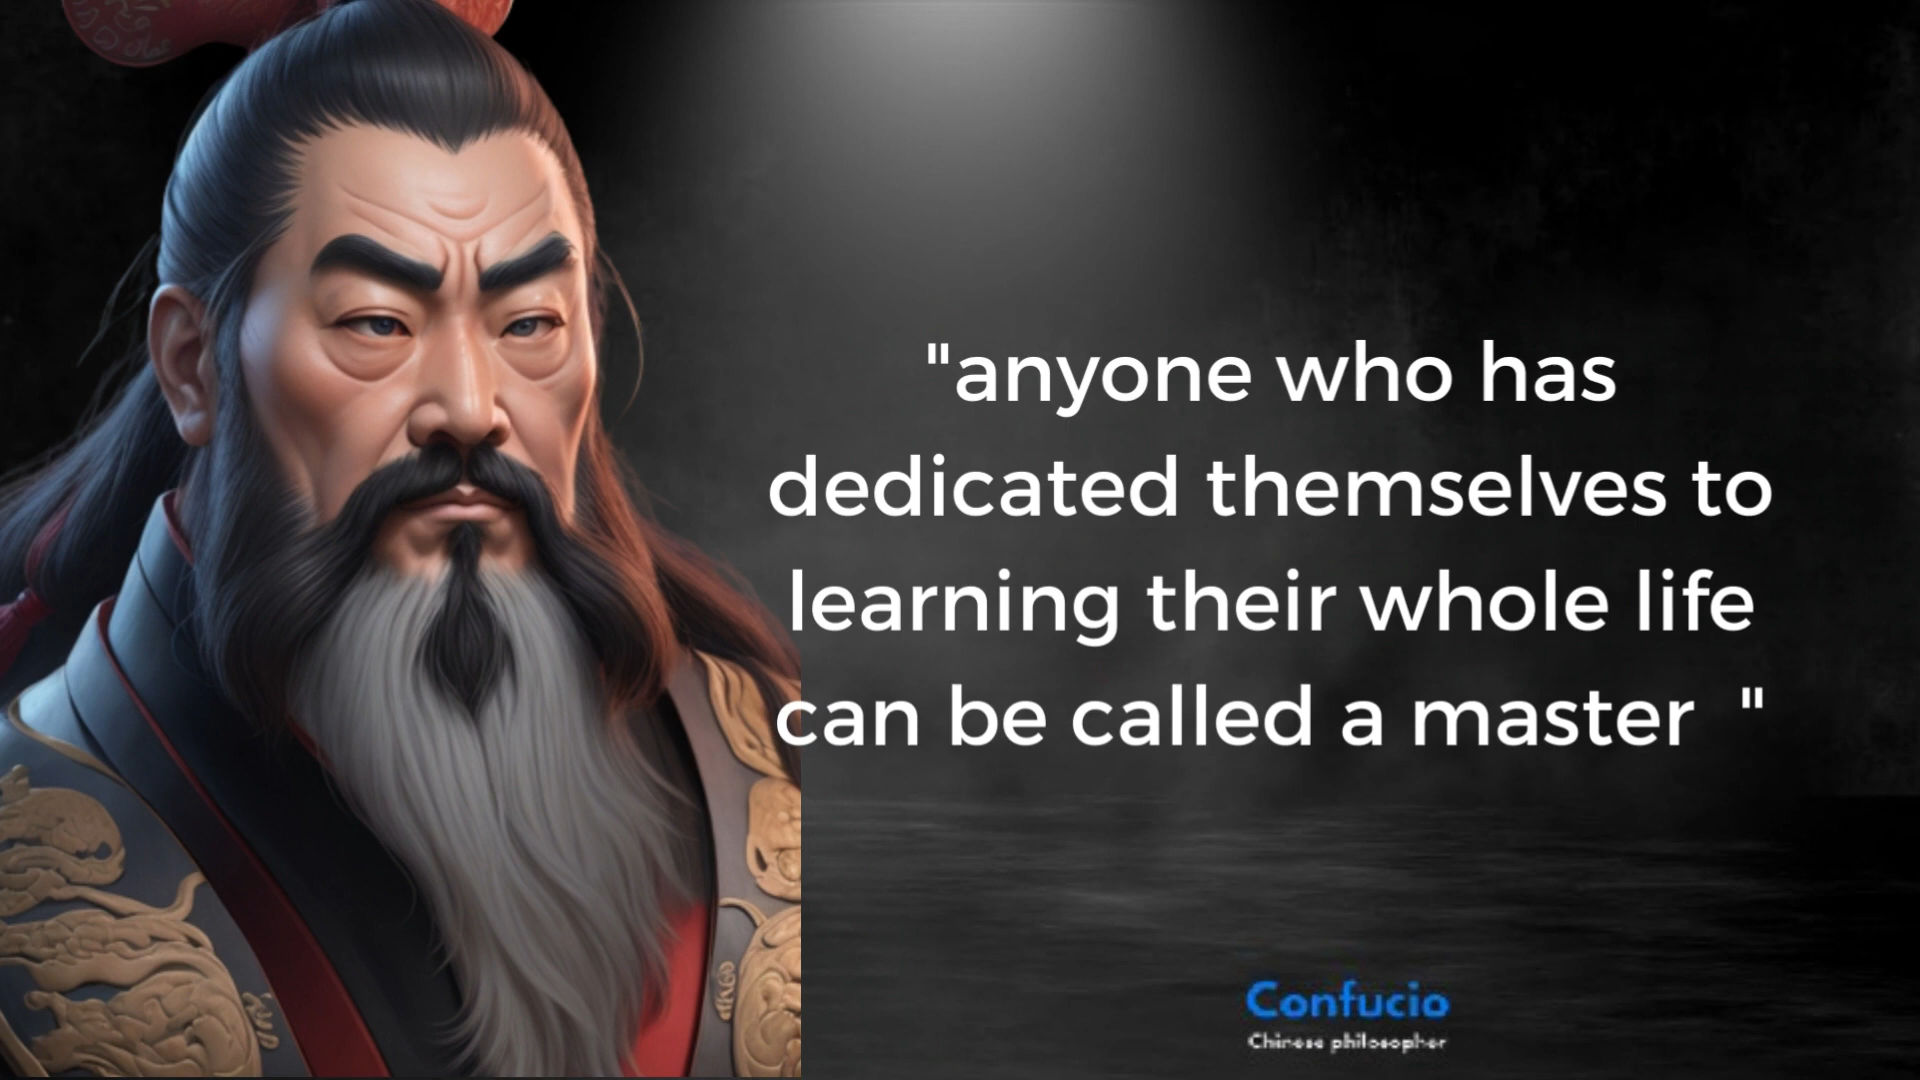 "anyone who has
dedicated themselves to
learning their whole life
can be called a master "
Confucio
Chinese philosopher